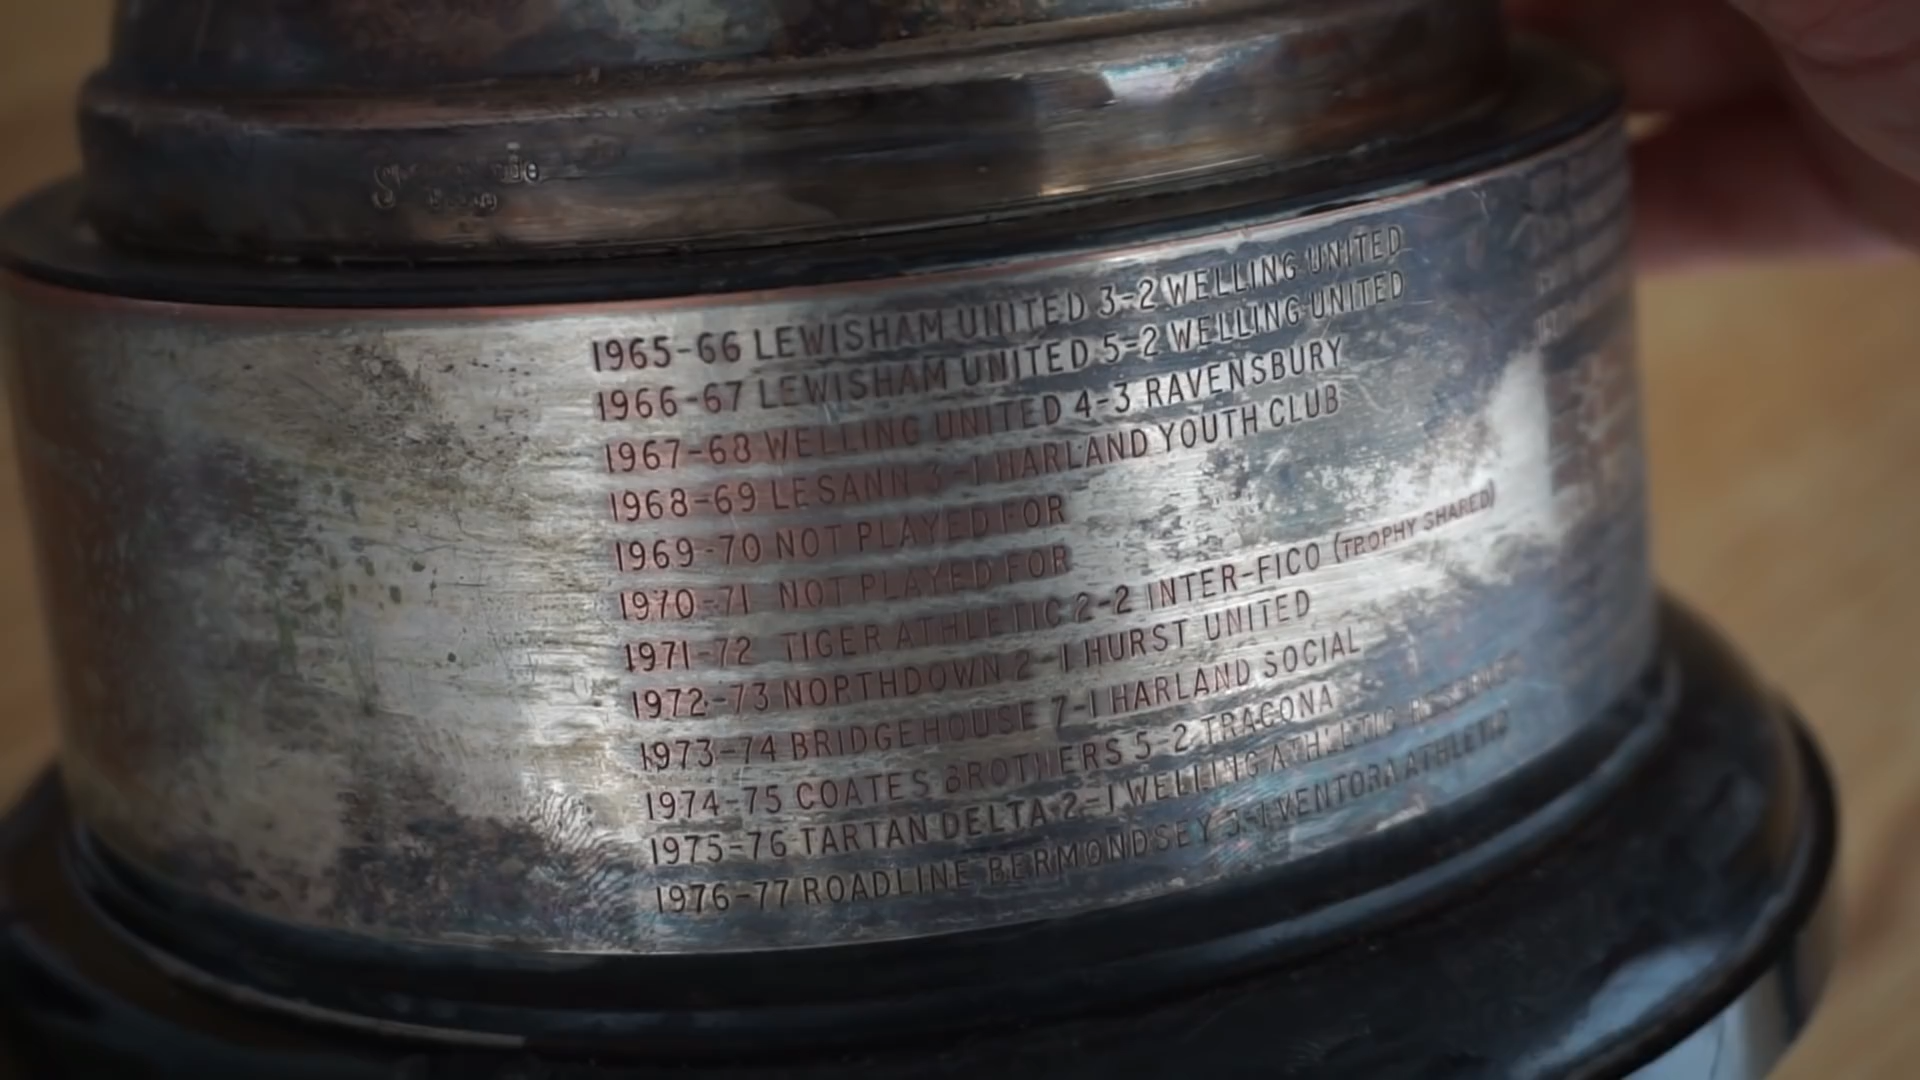 1965-66 LEWISHAM UNITED 3-2 WELLING UNITED
1966-67 LEWISHAM UNITED 5-2 WELLING UNITED
1967-68 WELLING UNITED 4-3 RAVENSBURY
1968-69 LESANN 3-1 HARLAND YOUTH CLUB
1969-70 NOT PLAYED FOR
1970-71 NOT PLAYED FOR
1971-72 TIGER ATHLETIC 2-2 INTER-FICO (TROPHY SHARED)
1972-73 NORTHDOWN 2-1 HURST UNITED
1973-74 BRIDGEHOUSE 7-1 HARLAND SOCIAL
1974-75 COATES BROTHERS 5-2 TRACONA
1975-76 TARTAN DELTA 2-1 WELLING ATHLETIC
1976-77 ROADLINE BERMONDSEY 3-1 VENTORA ATHLETIC